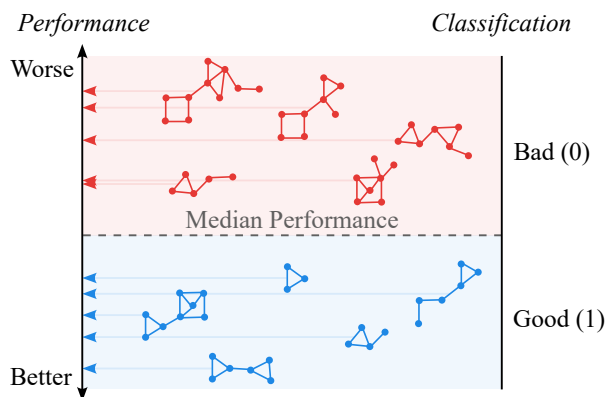 Performance
Classification
Worse
Bad (0)
Median Performance
Good (1)
Better